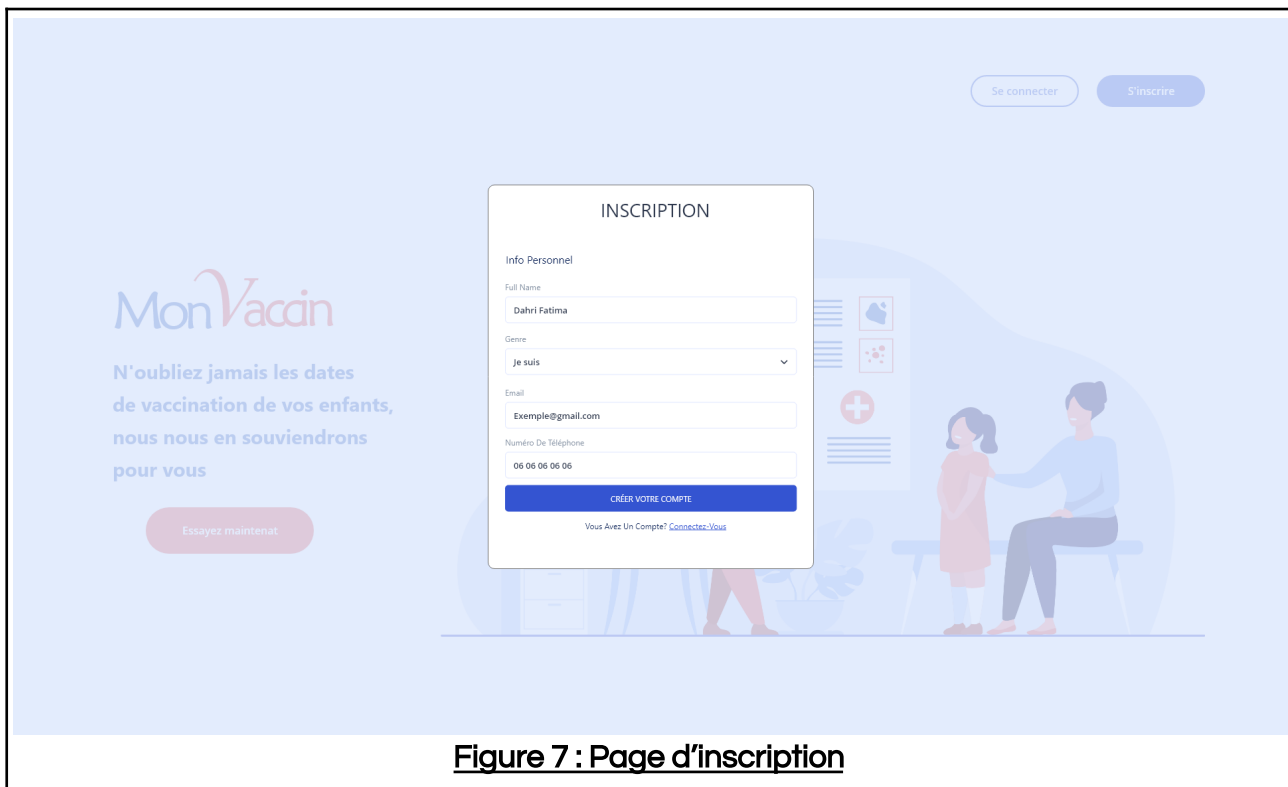 Se connecter
S'inscrire
INSCRIPTION
Info Personnel
Full Name
Dahri Fatima
Genre
Je suis
Email
Exemple@gmail.com
Numéro De Téléphone
06 06 06 06 06
CRÉER VOTRE COMPTE
Vous Avez Un Compte? Connectez-Vous
MonVaccin
N'oubliez jamais les dates
de vaccination de vos enfants,
nous nous en souviendrons
pour vous
Essayez maintenat
Figure 7 : Page d'inscription